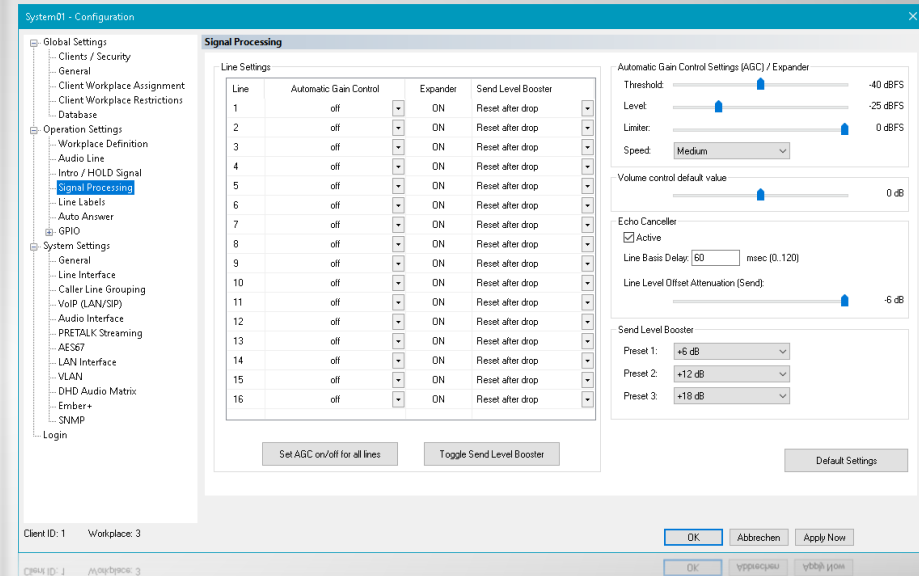 System01 - Configuration
Global Settings
Clients / Security
General
Client Workplace Assignment
Client Workplace Restrictions
Database
Operation Settings
Workplace Definition
Audio Line
Intro / HOLD Signal
Signal Processing
Line Labels
Auto Answer
GPIO
System Settings
General
Line Interface
Caller Line Grouping
VoIP (LAN/SIP)
Audio Interface
PRETALK Streaming
AES67
LAN Interface
VLAN
DHD Audio Matrix
Ember+
SNMP
Login
Signal Processing
Line Settings
Line Automatic Gain Control Expander Send Level Booster
1 off ON Reset after drop
2 off ON Reset after drop
3 off ON Reset after drop
4 off ON Reset after drop
5 off ON Reset after drop
6 off ON Reset after drop
7 off ON Reset after drop
8 off ON Reset after drop
9 off ON Reset after drop
10 off ON Reset after drop
11 off ON Reset after drop
12 off ON Reset after drop
13 off ON Reset after drop
14 off ON Reset after drop
15 off ON Reset after drop
16 off ON Reset after drop
Set AGC on/off for all lines Toggle Send Level Booster
Automatic Gain Control Settings (AGC) / Expander
Threshold: -40 dBFS
Level: -25 dBFS
Limiter: 0 dBFS
Speed: Medium
Volume control default value
0 dB
Echo Canceller
Active
Line Basis Delay: 60 msec (0..120)
Line Level Offset Attenuation (Send):
-6 dB
Send Level Booster
Preset 1: +6 dB
Preset 2: +12 dB
Preset 3: +18 dB
Default Settings
Client ID: 1 Workplace: 3
OK Abbrechen Apply Now